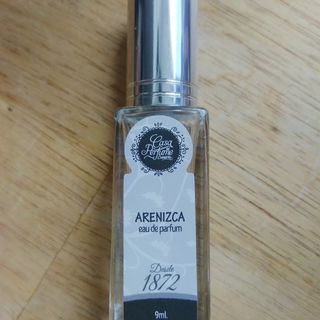 Casa
Perfume
ARENIZCA
eau de parfum
Desde
1872
9ml.